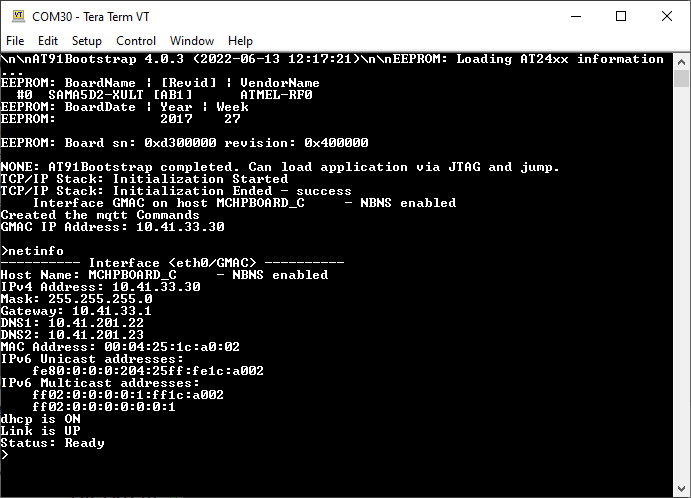 COM30 - Tera Term VT
File Edit Setup Control Window Help
\n\nAT91Bootstrap 4.0.3 (2022-06-13 12:17:21)\n\nEEPROM: Loading AT24xx information
...
EEPROM: BoardName | [Revid] | VendorName
  #0  SAMA5D2-XULT [AB1]      ATMEL-RF0
EEPROM: BoardDate | Year | Week
EEPROM:             2017    27

EEPROM: Board sn: 0xd300000 revision: 0x400000

NONE: AT91Bootstrap completed. Can load application via JTAG and jump.
TCP/IP Stack: Initialization Started
TCP/IP Stack: Initialization Ended - success
    Interface GMAC on host MCHPBOARD_C     - NBNS enabled
Created the mqtt Commands
GMAC IP Address: 10.41.33.30

>netinfo
---------- Interface <eth0/GMAC> ----------
Host Name: MCHPBOARD_C     - NBNS enabled
IPv4 Address: 10.41.33.30
Mask: 255.255.255.0
Gateway: 10.41.33.1
DNS1: 10.41.201.22
DNS2: 10.41.201.23
MAC Address: 00:04:25:1c:a0:02
IPv6 Unicast addresses:
    fe80:0:0:0:204:25ff:fe1c:a002
IPv6 Multicast addresses:
    ff02:0:0:0:0:1:ff1c:a002
    ff02:0:0:0:0:0:0:1
dhcp is ON
Link is UP
Status: Ready
>